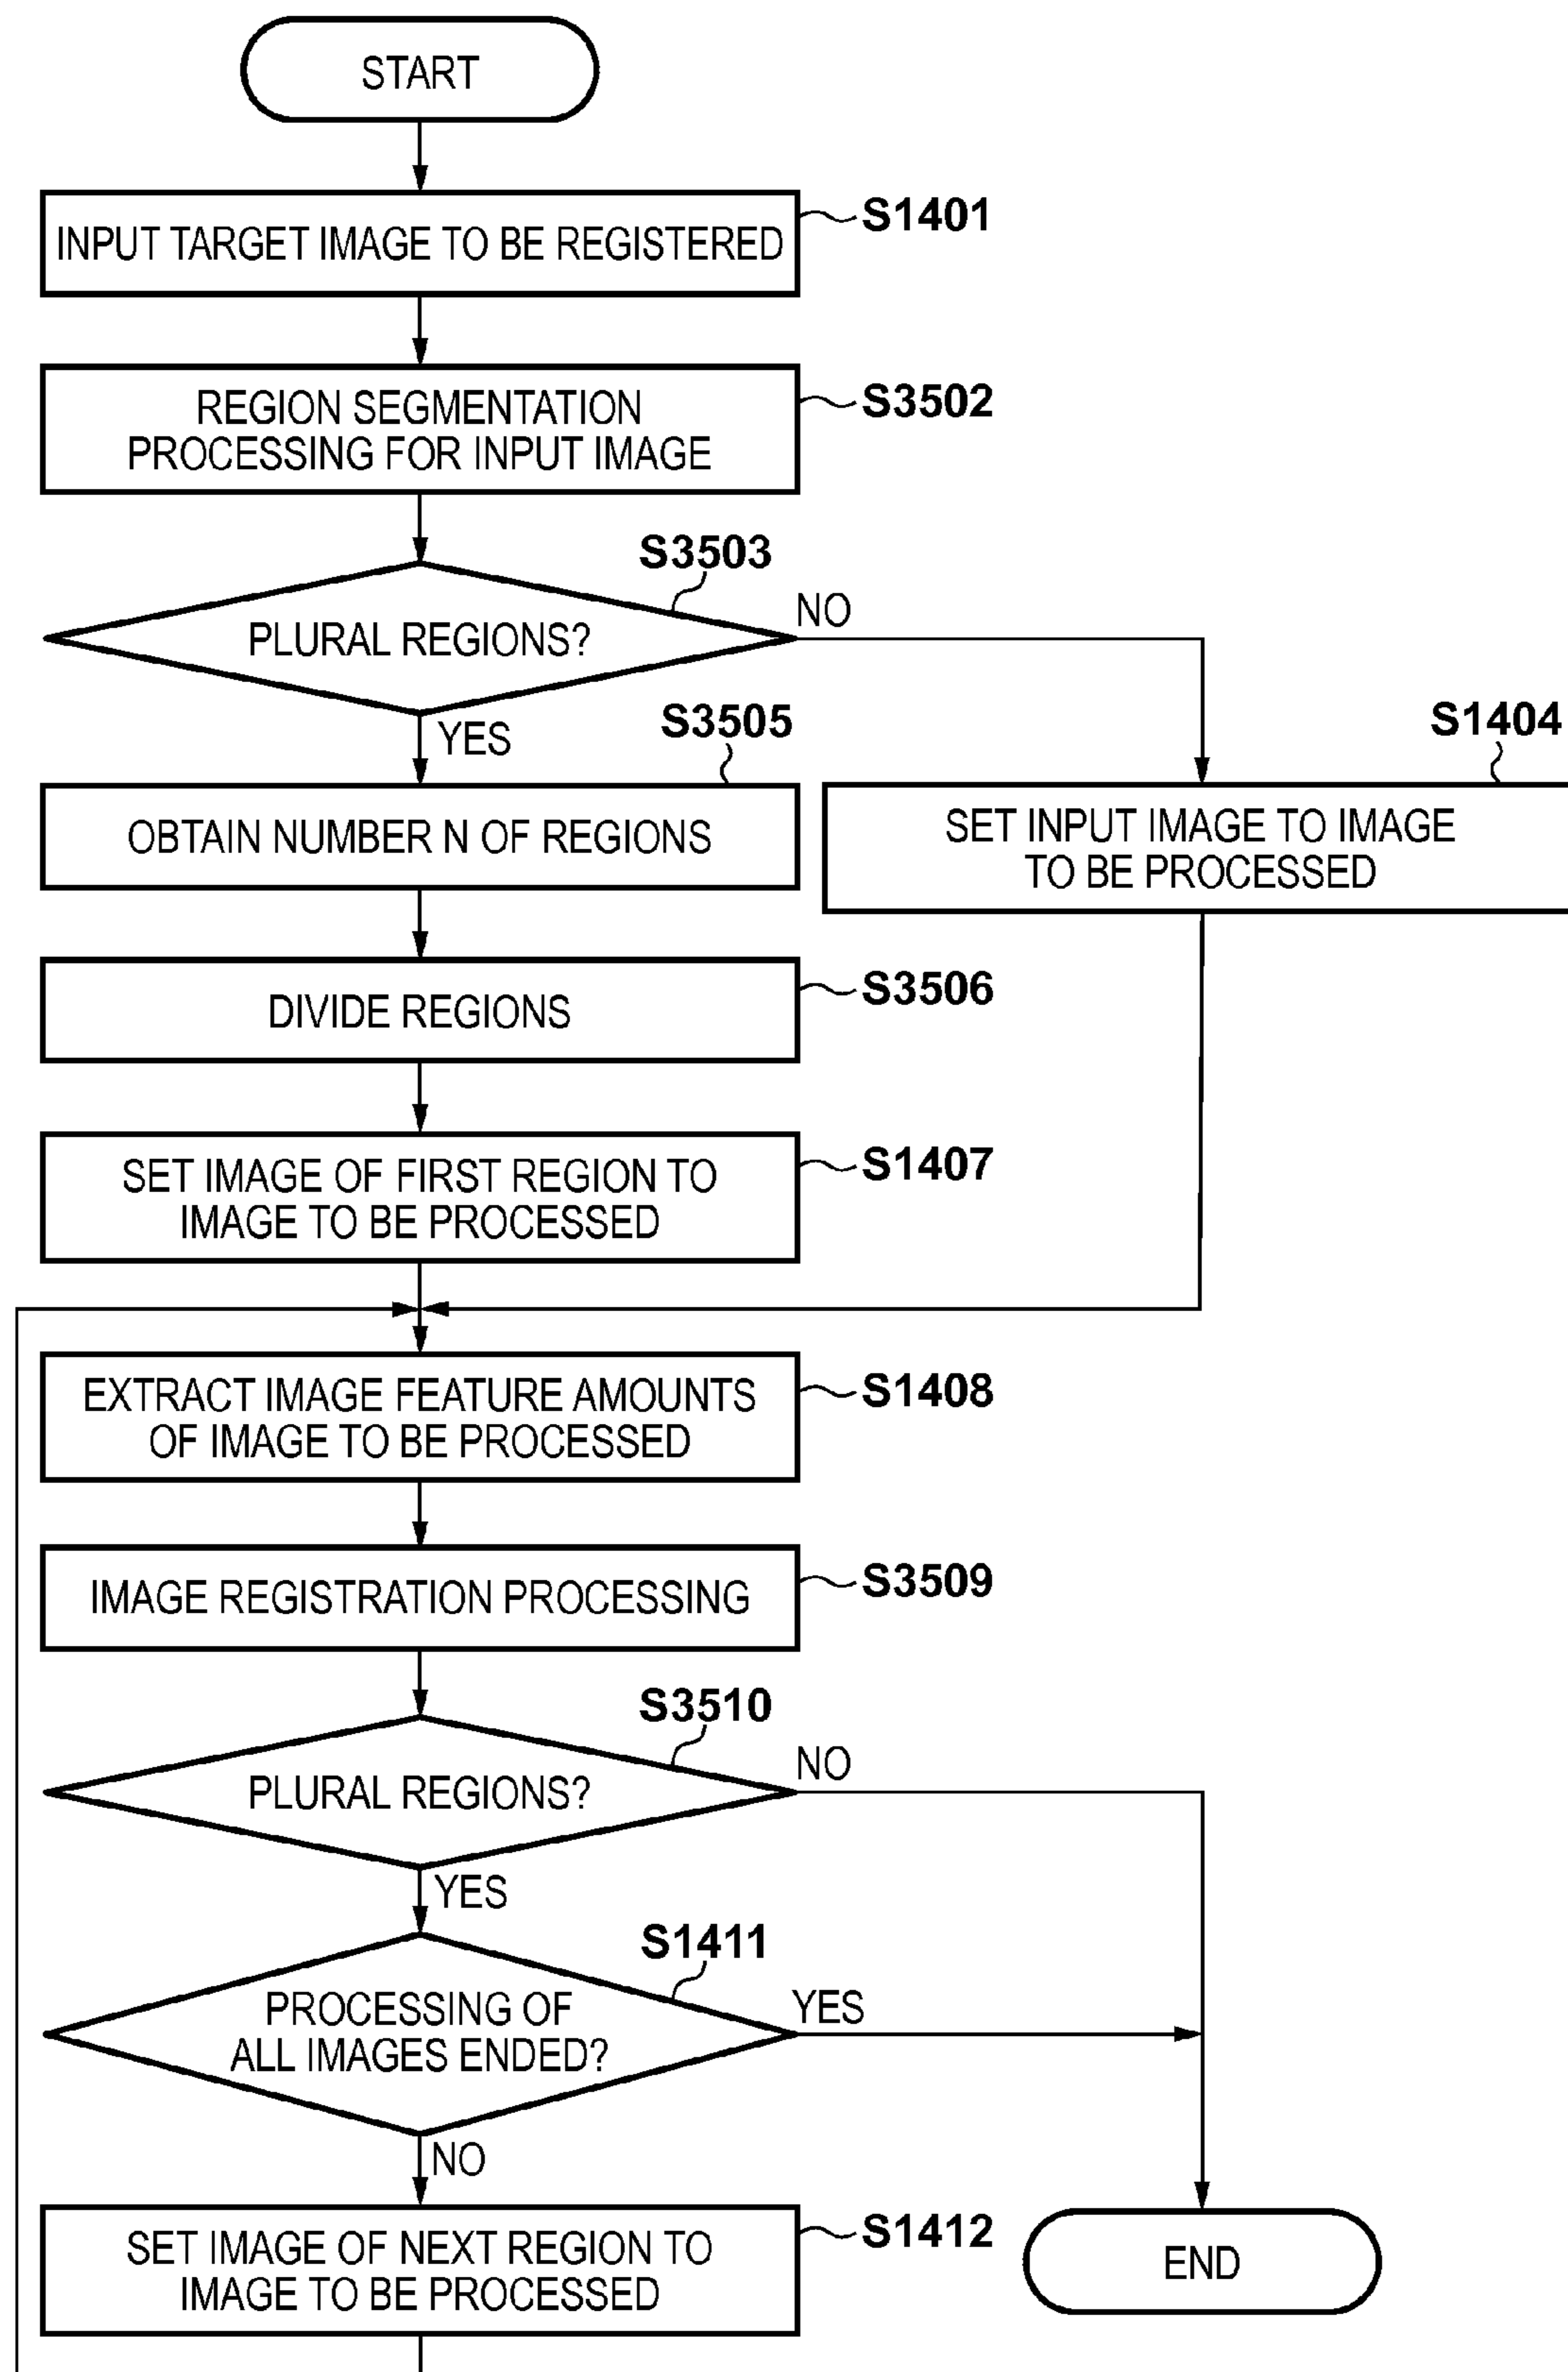 START
INPUT TARGET IMAGE TO BE REGISTERED
S1401
REGION SEGMENTATION
PROCESSING FOR INPUT IMAGE
S3502
S3503
PLURAL REGIONS?
NO
YES
S3505
OBTAIN NUMBER N OF REGIONS
S1404
SET INPUT IMAGE TO IMAGE
TO BE PROCESSED
DIVIDE REGIONS
S3506
SET IMAGE OF FIRST REGION TO
IMAGE TO BE PROCESSED
S1407
EXTRACT IMAGE FEATURE AMOUNTS
OF IMAGE TO BE PROCESSED
S1408
IMAGE REGISTRATION PROCESSING
S3509
S3510
PLURAL REGIONS?
NO
YES
S1411
PROCESSING OF
ALL IMAGES ENDED?
YES
NO
SET IMAGE OF NEXT REGION TO
IMAGE TO BE PROCESSED
S1412
END